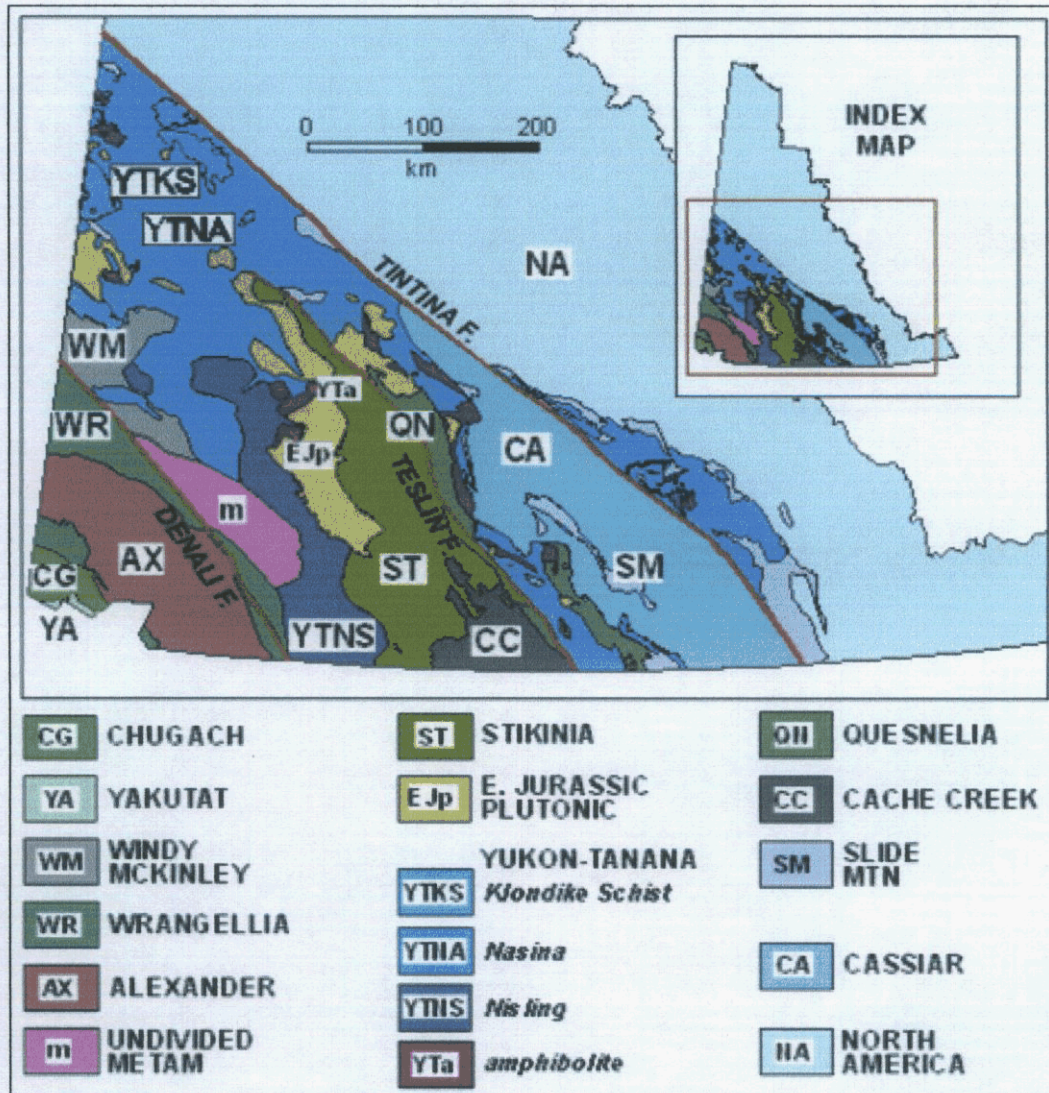 0 100 200
km
INDEX
MAP
YTKS
YTNA
NA
TINTINA F.
WM
YTa
WR
QN
CA
EJp
m
TESLIN F.
DENALI F.
AX
ST
SM
CG
YA
YTNS
CC
CG CHUGACH
YA YAKUTAT
WM WINDY
MCKINLEY
WR WRANGELLIA
AX ALEXANDER
m UNDIVIDED
METAM
ST STIKINIA
EJp E. JURASSIC
PLUTONIC
YUKON-TANANA
YTKS Klondike Schist
YTNA Nasina
YTNS Nisling
YTa amphibolite
QN QUESNELIA
CC CACHE CREEK
SM SLIDE
MTN
CA CASSIAR
NA NORTH
AMERICA